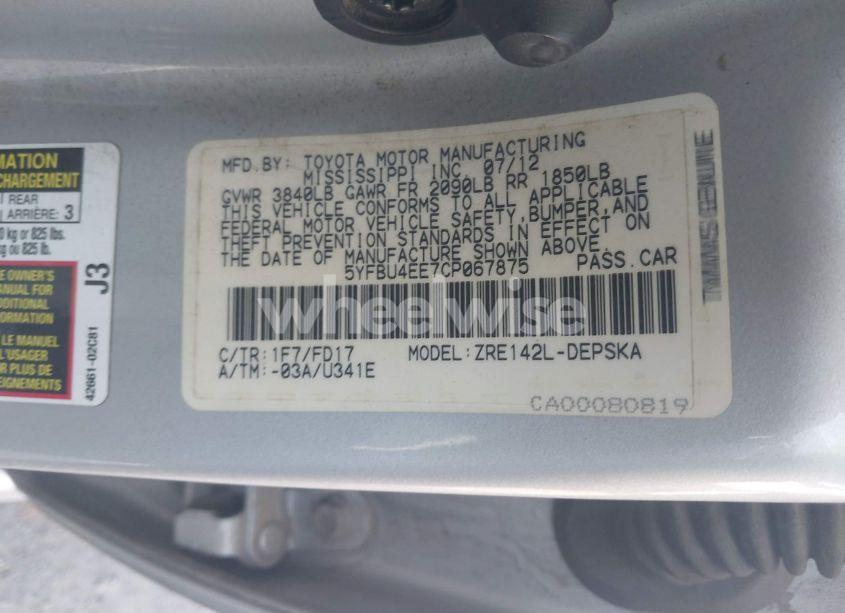 MFD.BY: TOYOTA MOTOR MANUFACTURING
MISSISSIPPI INC. 07/12
GVWR 3840LB GAWR FR 2090LB RR 1850LB
THIS VEHICLE CONFORMS TO ALL APPLICABLE
FEDERAL MOTOR VEHICLE SAFETY,BUMPER,AND
THEFT PREVENTION STANDARDS IN EFFECT ON
THE DATE OF MANUFACTURE SHOWN ABOVE.
5YFBU4EE7CP067875 PASS.CAR
wheelwise
C/TR:1F7/FD17 MODEL:ZRE142L-DEPSKA
A/TM:-03A/U341E
CA00080819
MATION
CHARGEMENT
REAR
ARRIÈRE: 3
kg or 825 lbs.
kg ou 825 lb.
E OWNER'S
ANUAL FOR
DDITIONAL
FORMATION
LE MANUEL
L'USAGER
PLUS DE
EIGNEMENTS
J3
42661-02C81